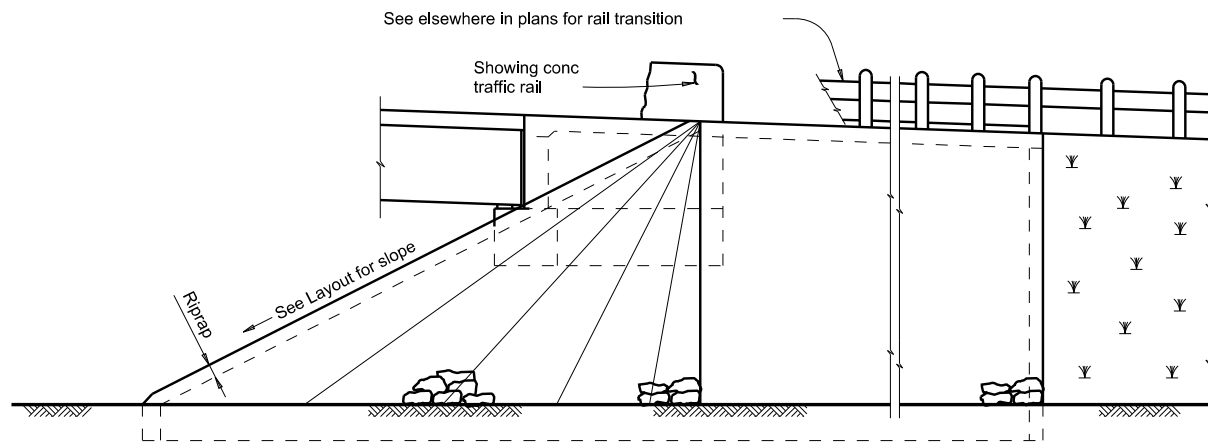 See elsewhere in plans for rail transition
Showing conc
traffic rail
See Layout for slope
Riprap